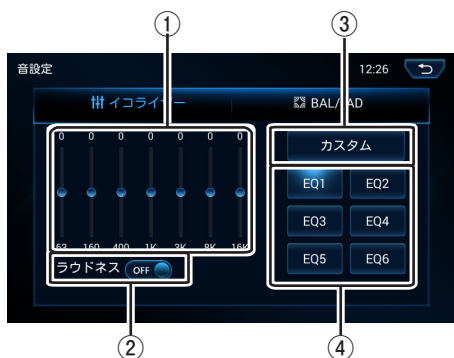 ① ③
音設定 12:26
イコライザー BAL/FAD
0 0 0 0 0 0 0
カスタム
EQ1 EQ2
63 160 400 1K 3K 8K 16K
EQ3 EQ4
ラウドネス OFF
EQ5 EQ6
② ④